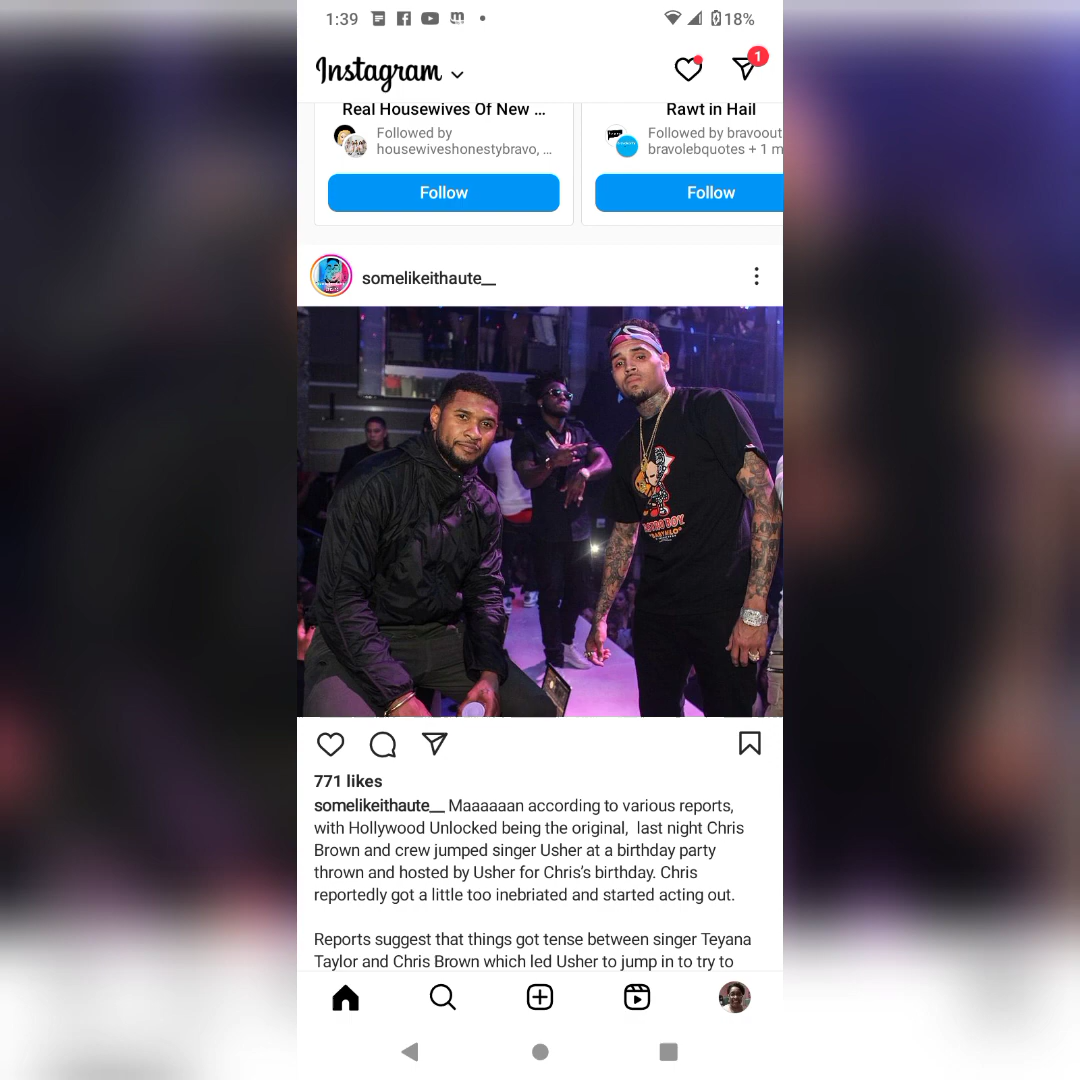 1:39
18%
Instagram
1
Real Housewives Of New ...
Followed by
housewiveshonestybravo, ...
Follow
Rawt in Hail
Followed by bravoout
bravolebquotes + 1 m
Follow
somelikeithaute__
BABYMILO
771 likes
somelikeithaute__ Maaaaaan according to various reports,
with Hollywood Unlocked being the original,  last night Chris
Brown and crew jumped singer Usher at a birthday party
thrown and hosted by Usher for Chris’s birthday. Chris
reportedly got a little too inebriated and started acting out.
Reports suggest that things got tense between singer Teyana
Taylor and Chris Brown which led Usher to jump in to try to